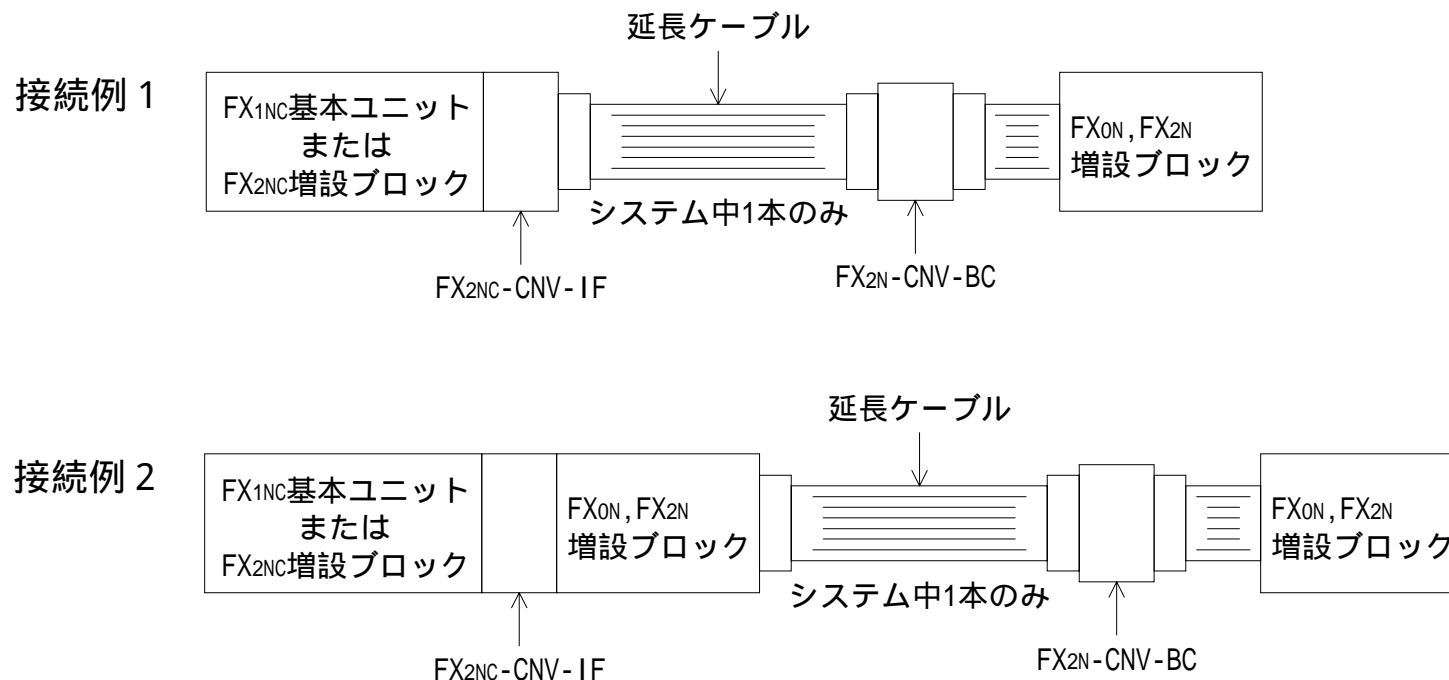 延長ケーブル
接続例 1
FX1NC基本ユニット
または
FX2NC増設ブロック
FX0N,FX2N
増設ブロック
システム中1本のみ
FX2NC-CNV-IF
FX2N-CNV-BC
延長ケーブル
接続例 2
FX1NC基本ユニット
または
FX2NC増設ブロック
FX0N,FX2N
増設ブロック
FX0N,FX2N
増設ブロック
システム中1本のみ
FX2NC-CNV-IF
FX2N-CNV-BC